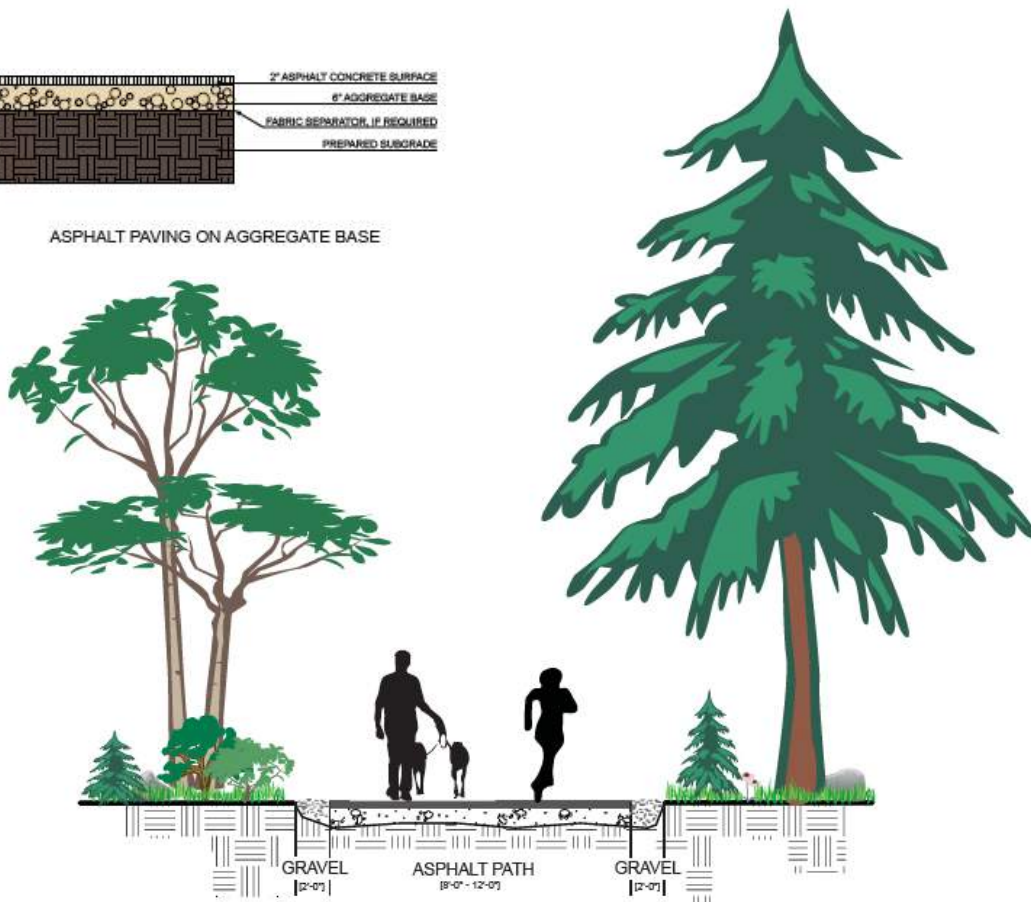 2" ASPHALT CONCRETE SURFACE
6" AGGREGATE BASE
FABRIC SEPARATOR, IF REQUIRED
PREPARED SUBGRADE
ASPHALT PAVING ON AGGREGATE BASE
GRAVEL
[2'-0"]
ASPHALT PATH
[8'-0" - 12'-0"]
GRAVEL
[2'-0"]